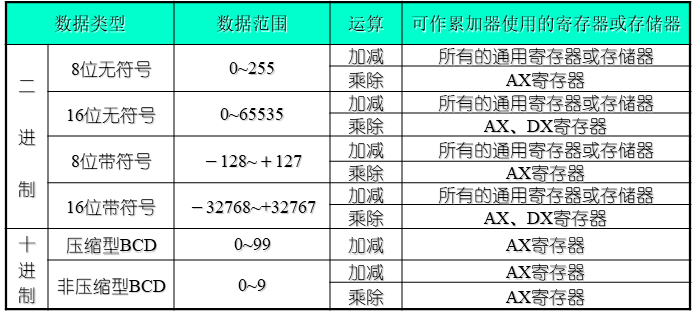 数据类型 数据范围 运算 可作累加器使用的寄存器或存储器
二进制 8位无符号 0~255 加减 所有的通用寄存器或存储器
乘除 AX寄存器
16位无符号 0~65535 加减 所有的通用寄存器或存储器
乘除 AX、DX寄存器
8位带符号 －128~＋127 加减 所有的通用寄存器或存储器
乘除 AX寄存器
16位带符号 －32768~+32767 加减 所有的通用寄存器或存储器
乘除 AX、DX寄存器
十进制 压缩型BCD 0~99 加减 AX寄存器
非压缩型BCD 0~9 加减 AX寄存器
乘除 AX寄存器